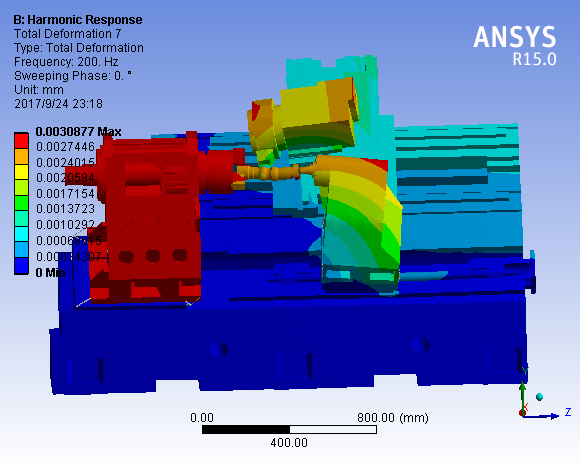 B: Harmonic Response
Total Deformation 7
Type: Total Deformation
Frequency: 200. Hz
Sweeping Phase: 0. °
Unit: mm
2017/9/24 23:18
ANSYS
R15.0
0.0030877 Max
0.0027446
0.0024015
0.0020584
0.0017154
0.0013723
0.0010292
0 Min
0.00
800.00 (mm)
400.00
Y
X
Z